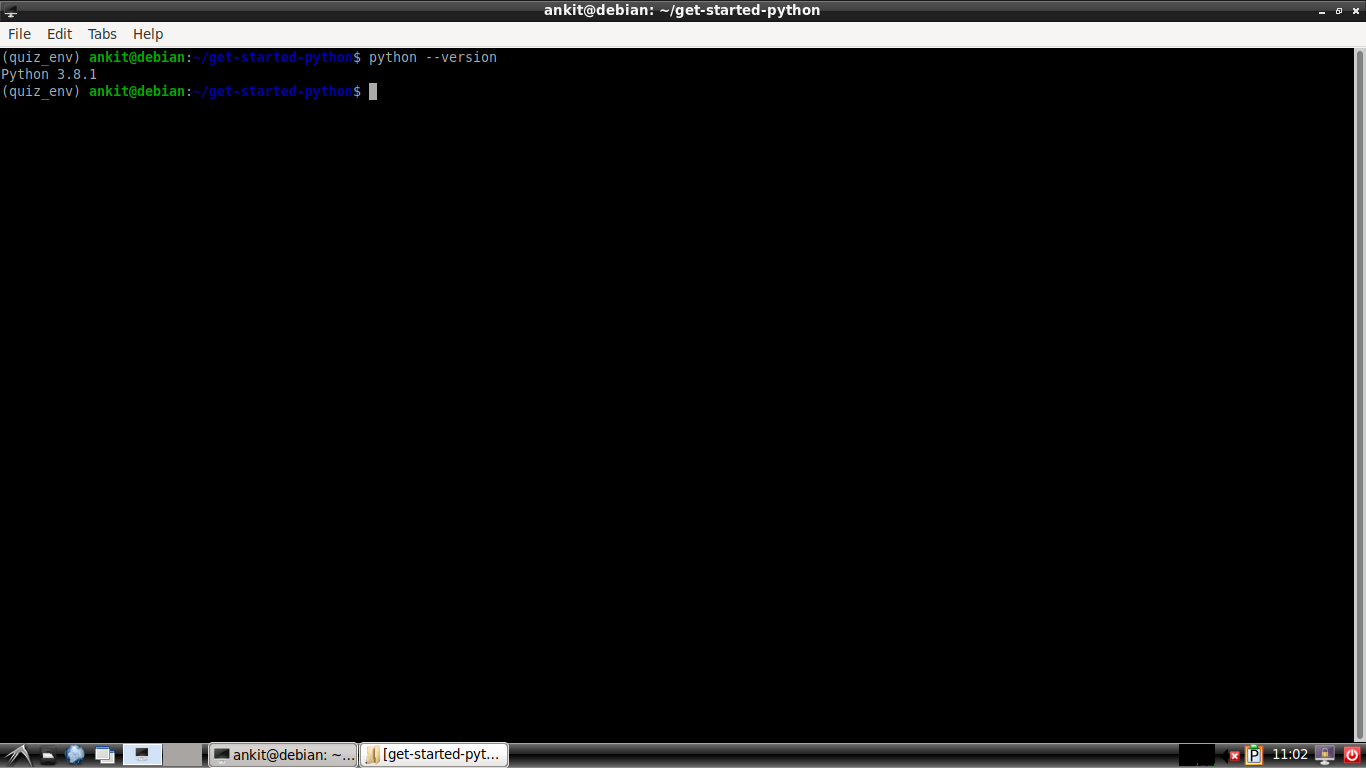 ankit@debian: ~/get-started-python
File Edit Tabs Help
(quiz_env) ankit@debian:~/get-started-python$ python --version
Python 3.8.1
(quiz_env) ankit@debian:~/get-started-python$
ankit@debian: ~... [get-started-pyt... P 11:02